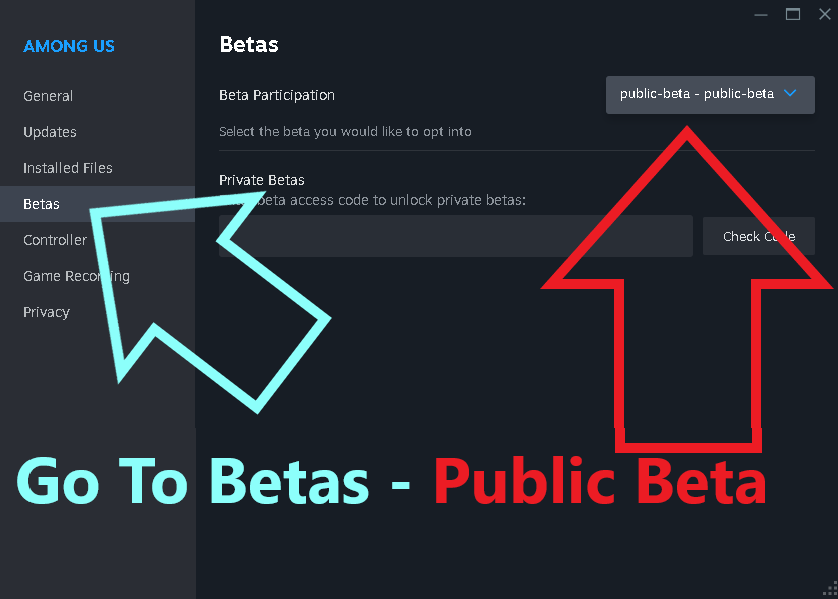 AMONG US
General
Updates
Installed Files
Betas
Controller
Game Recording
Privacy
Betas
Beta Participation
public-beta - public-beta
Select the beta you would like to opt into
Private Betas
beta access code to unlock private betas:
Check Code
Go To Betas - Public Beta